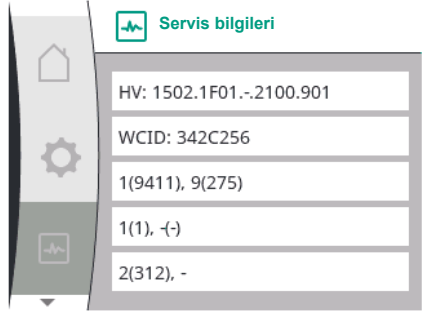 Servis bilgileri
HV: 1502.1F01.-.2100.901
WCID: 342C256
1(9411), 9(275)
1(1), -(-)
2(312), -